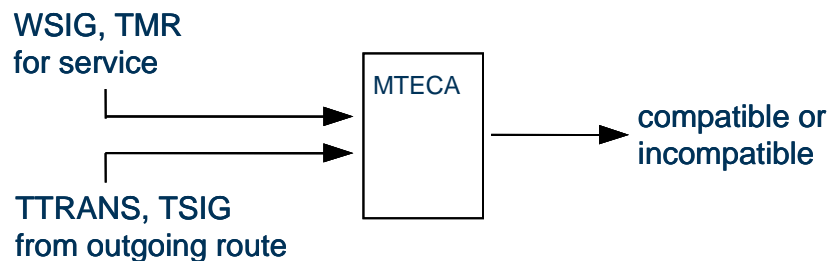 WSIG, TMR
for service
MTECA
compatible or
incompatible
TTRANS, TSIG
from outgoing route